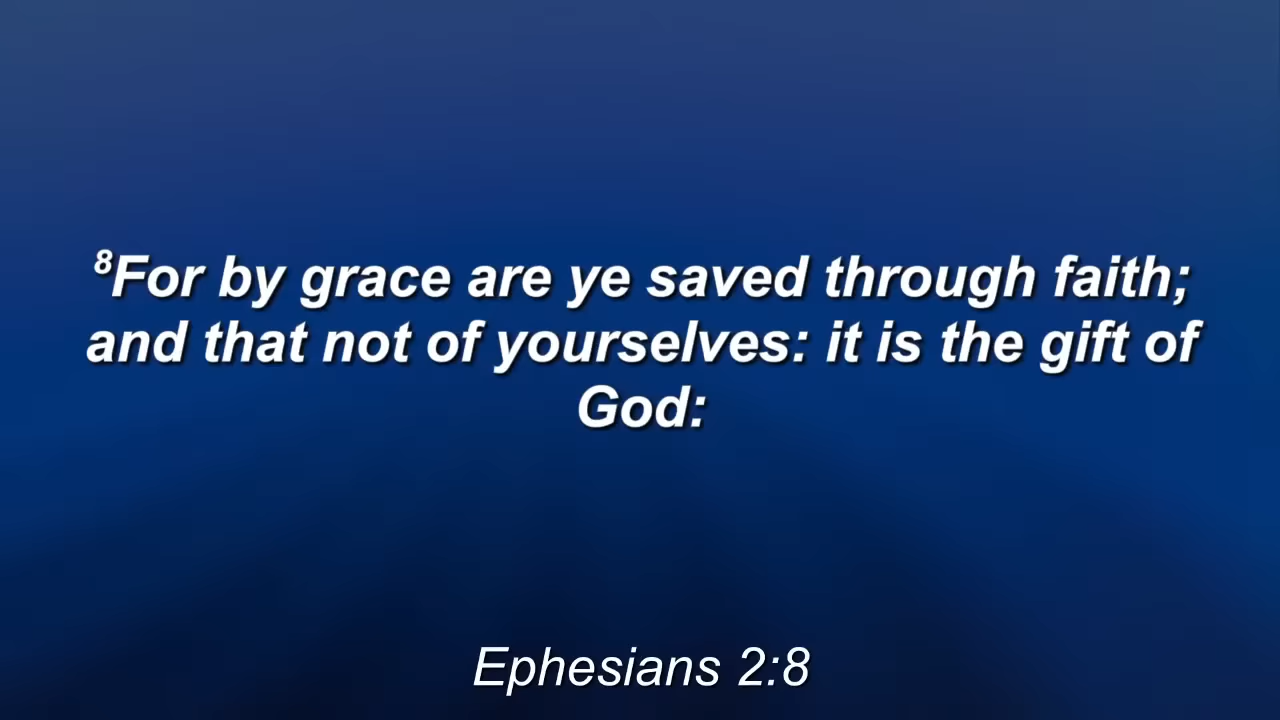 ⁸For by grace are ye saved through faith;
and that not of yourselves: it is the gift of
God:
Ephesians 2:8